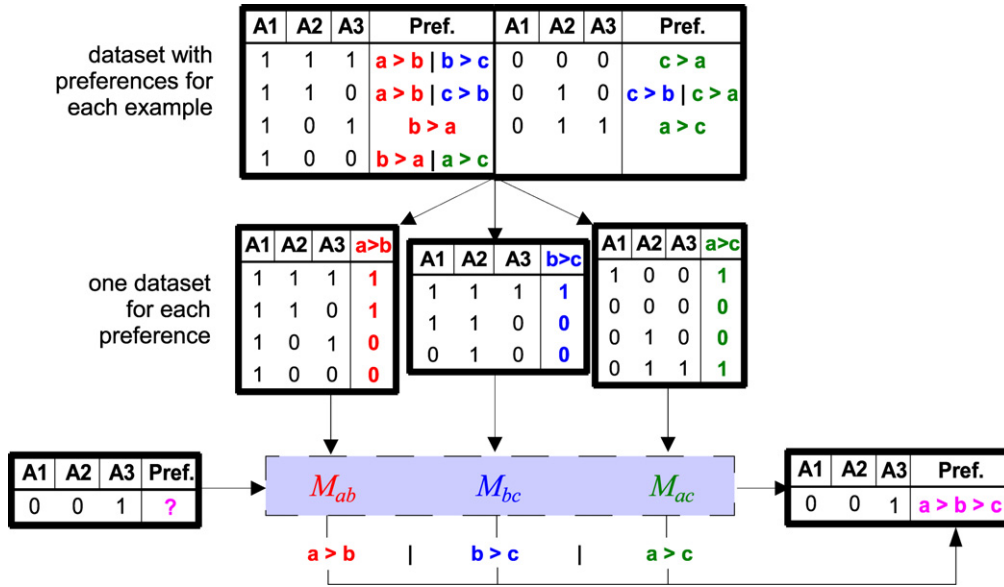 A1 A2 A3 Pref. A1 A2 A3 Pref.
dataset with preferences for each example
1 1 1 a > b | b > c 0 0 0 c > a
1 1 0 a > b | c > b 0 1 0 c > b | c > a
1 0 1 b > a 0 1 1 a > c
1 0 0 b > a | a > c
one dataset for each preference
A1 A2 A3 a>b
1 1 1 1
1 1 0 1
1 0 1 0
1 0 0 0
A1 A2 A3 b>c
1 1 1 1
1 1 0 0
0 1 0 0
A1 A2 A3 a>c
1 0 0 1
0 0 0 0
0 1 0 0
0 1 1 1
A1 A2 A3 Pref.
0 0 1 ?
Mab Mbc Mac
A1 A2 A3 Pref.
0 0 1 a > b > c
a > b | b > c | a > c